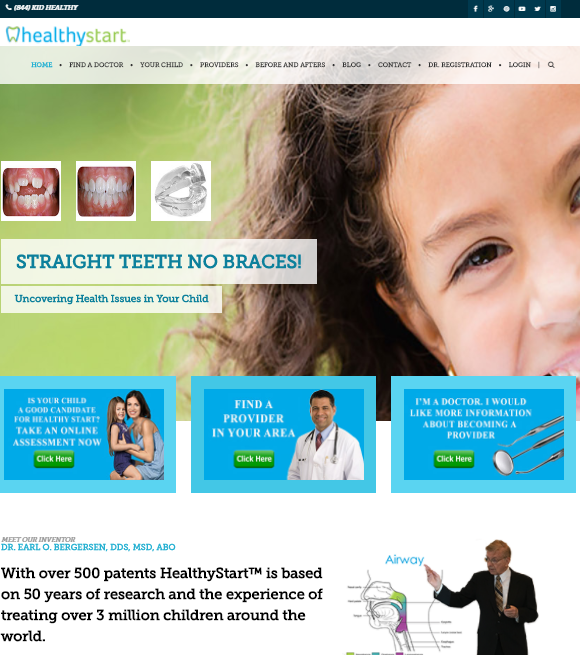 (844) KID HEALTHY
healthystart
HOME • FIND A DOCTOR • YOUR CHILD • PROVIDERS • BEFORE AND AFTERS • BLOG • CONTACT • DR. REGISTRATION • LOGIN |
STRAIGHT TEETH NO BRACES!
Uncovering Health Issues in Your Child
IS YOUR CHILD
A GOOD CANDIDATE
FOR HEALTHY START?
TAKE AN ONLINE
ASSESSMENT NOW
Click Here
FIND A
PROVIDER
IN YOUR AREA
Click Here
I'M A DOCTOR. I WOULD
LIKE MORE INFORMATION
ABOUT BECOMING A
PROVIDER
Click Here
MEET OUR INVENTOR
DR. EARL O. BERGERSEN, DDS, MSD, ABO
With over 500 patents HealthyStart™ is based
on 50 years of research and the experience of
treating over 3 million children around the
world.
Airway